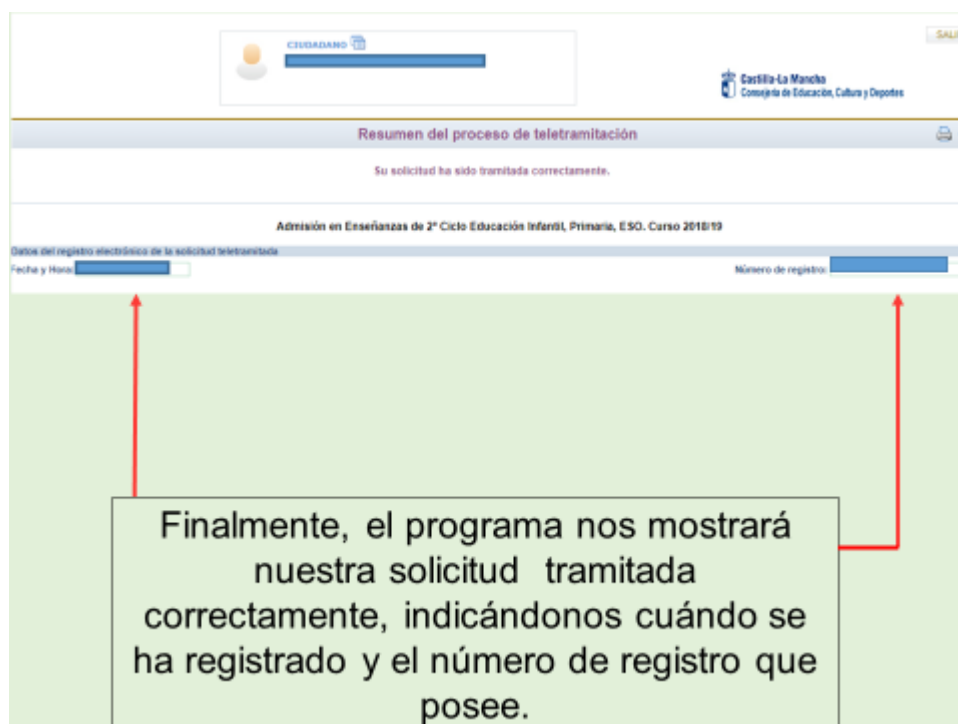 CIUDADANO
Castilla-La Mancha
Consejería de Educación, Cultura y Deportes
Resumen del proceso de teletramitación
Su solicitud ha sido tramitada correctamente.
Admisión en Enseñanzas de 2º Ciclo Educación Infantil, Primaria, ESO. Curso 2018/19
Datos del registro electrónico de la solicitud teletramitada
Fecha y Hora:
Número de registro:
Finalmente, el programa nos mostrará
nuestra solicitud tramitada
correctamente, indicándonos cuándo se
ha registrado y el número de registro que
posee.